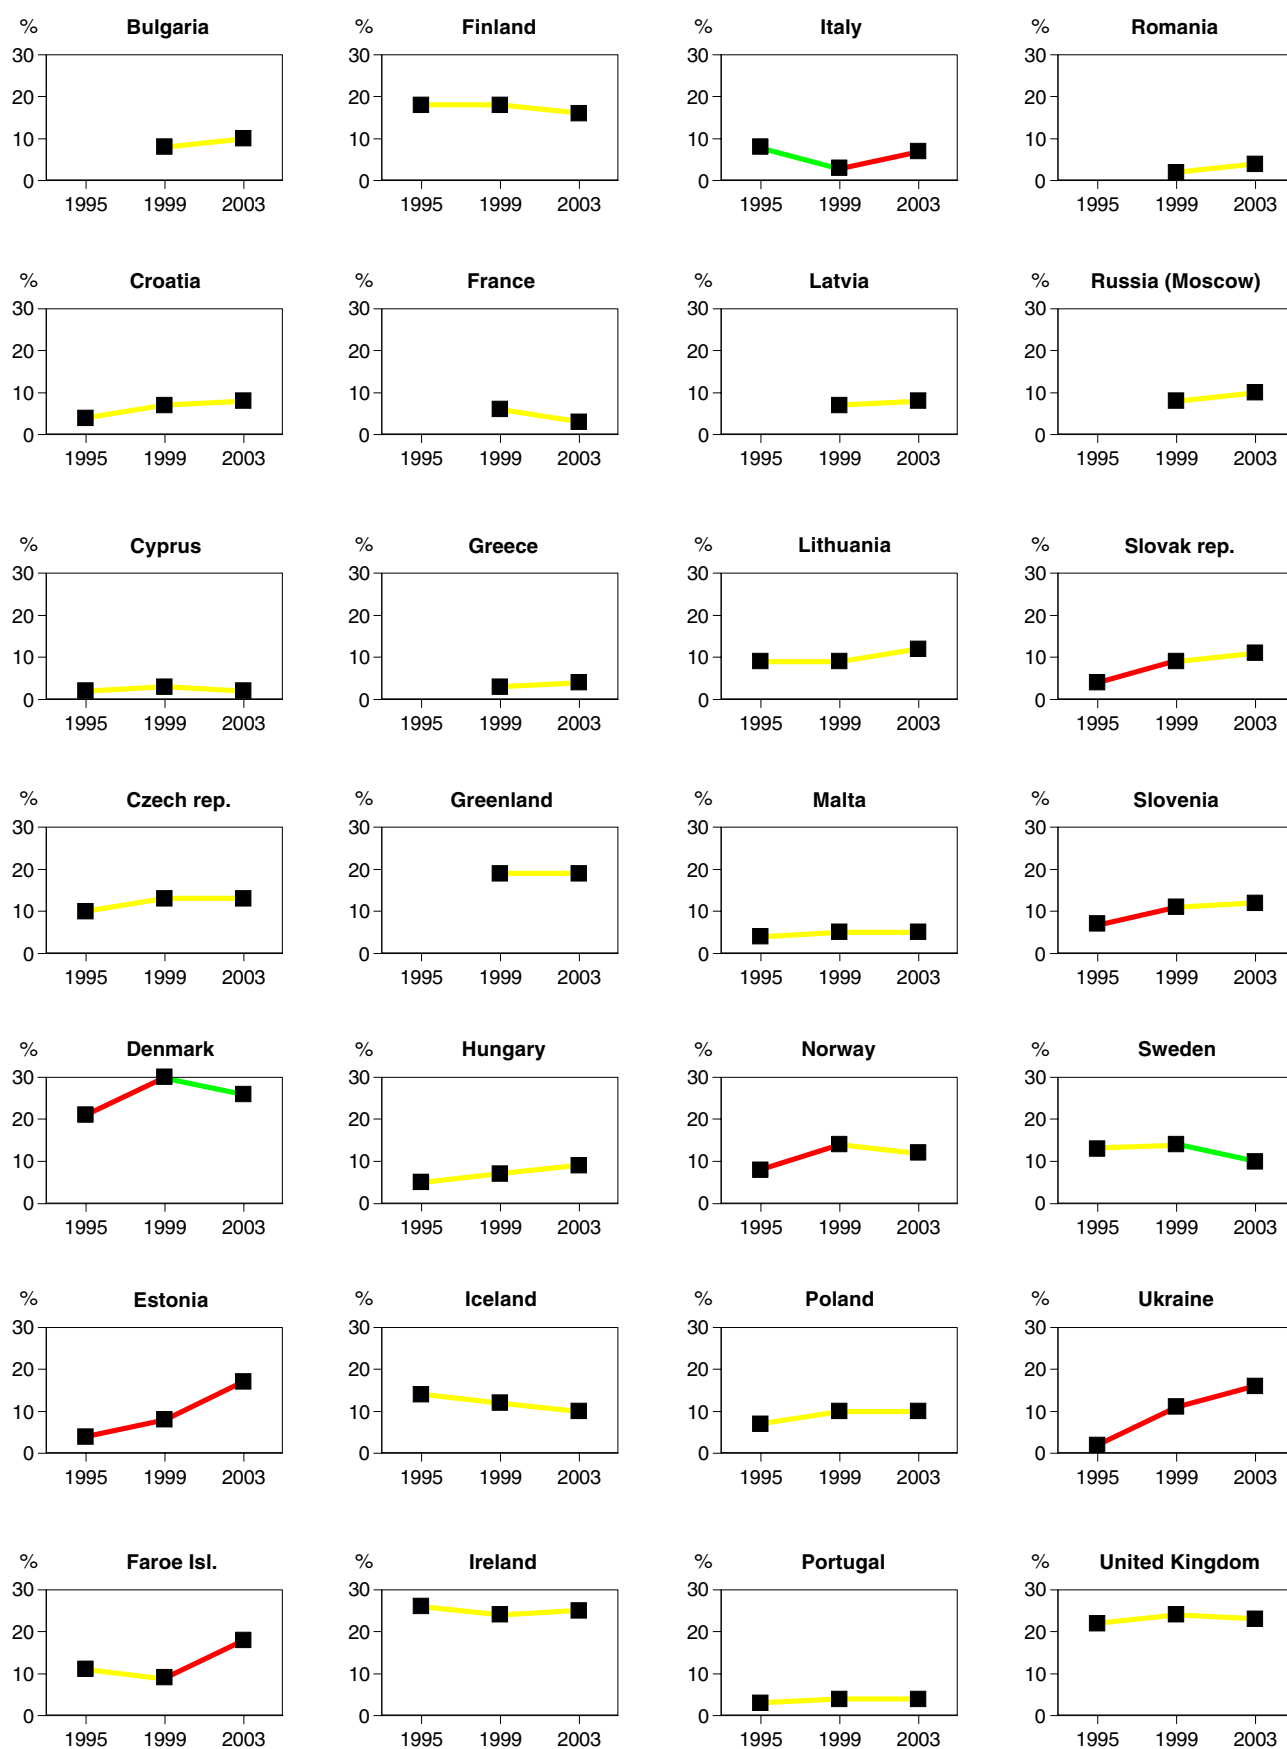 % Bulgaria % Finland % Italy % Romania
30 30 30 30
20 20 20 20
10 10 10 10
0 0 0 0
1995 1999 2003 1995 1999 2003 1995 1999 2003 1995 1999 2003
% Croatia % France % Latvia % Russia (Moscow)
30 30 30 30
20 20 20 20
10 10 10 10
0 0 0 0
1995 1999 2003 1995 1999 2003 1995 1999 2003 1995 1999 2003
% Cyprus % Greece % Lithuania % Slovak rep.
30 30 30 30
20 20 20 20
10 10 10 10
0 0 0 0
1995 1999 2003 1995 1999 2003 1995 1999 2003 1995 1999 2003
% Czech rep. % Greenland % Malta % Slovenia
30 30 30 30
20 20 20 20
10 10 10 10
0 0 0 0
1995 1999 2003 1995 1999 2003 1995 1999 2003 1995 1999 2003
% Denmark % Hungary % Norway % Sweden
30 30 30 30
20 20 20 20
10 10 10 10
0 0 0 0
1995 1999 2003 1995 1999 2003 1995 1999 2003 1995 1999 2003
% Estonia % Iceland % Poland % Ukraine
30 30 30 30
20 20 20 20
10 10 10 10
0 0 0 0
1995 1999 2003 1995 1999 2003 1995 1999 2003 1995 1999 2003
% Faroe Isl. % Ireland % Portugal % United Kingdom
30 30 30 30
20 20 20 20
10 10 10 10
0 0 0 0
1995 1999 2003 1995 1999 2003 1995 1999 2003 1995 1999 2003